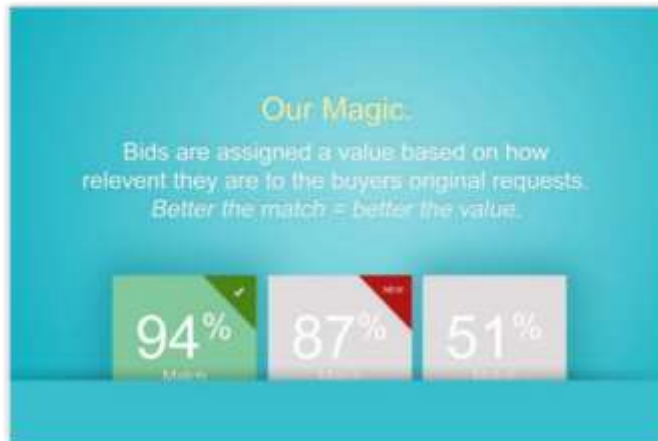 Our Magic.
Bids are assigned a value based on how
relevent they are to the buyers original requests.
Better the match = better the value.
NEW
94% 87% 51%
Match